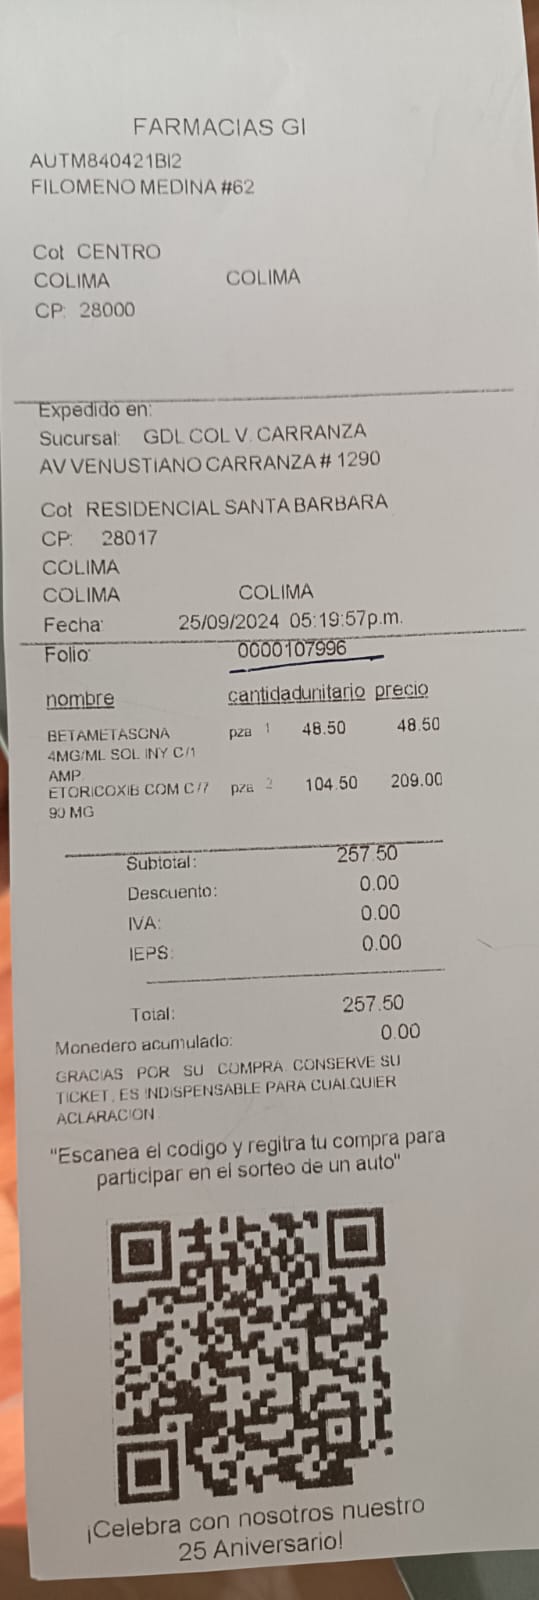 FARMACIAS GI
AUTM840421BI2
FILOMENO MEDINA #62
Col: CENTRO
COLIMA COLIMA
CP: 28000
Expedido en:
Sucursal: GDL COL V. CARRANZA
AV VENUSTIANO CARRANZA # 1290
Col: RESIDENCIAL SANTA BARBARA
CP: 28017
COLIMA
COLIMA COLIMA
Fecha: 25/09/2024 05:19:57p.m.
Folio: 0000107996
nombre cantidad unitario precio
BETAMETASONA pza 1 48.50 48.50
4MG/ML SOL INY C/1
AMP
ETORICOXIB COM C/7 pza 2 104.50 209.00
90 MG
Subtotal: 257.50
Descuento: 0.00
IVA: 0.00
IEPS: 0.00
Total: 257.50
Monedero acumulado: 0.00
GRACIAS POR SU COMPRA. CONSERVE SU
TICKET, ES INDISPENSABLE PARA CUALQUIER
ACLARACION
"Escanea el codigo y regitra tu compra para
participar en el sorteo de un auto"
¡Celebra con nosotros nuestro
25 Aniversario!